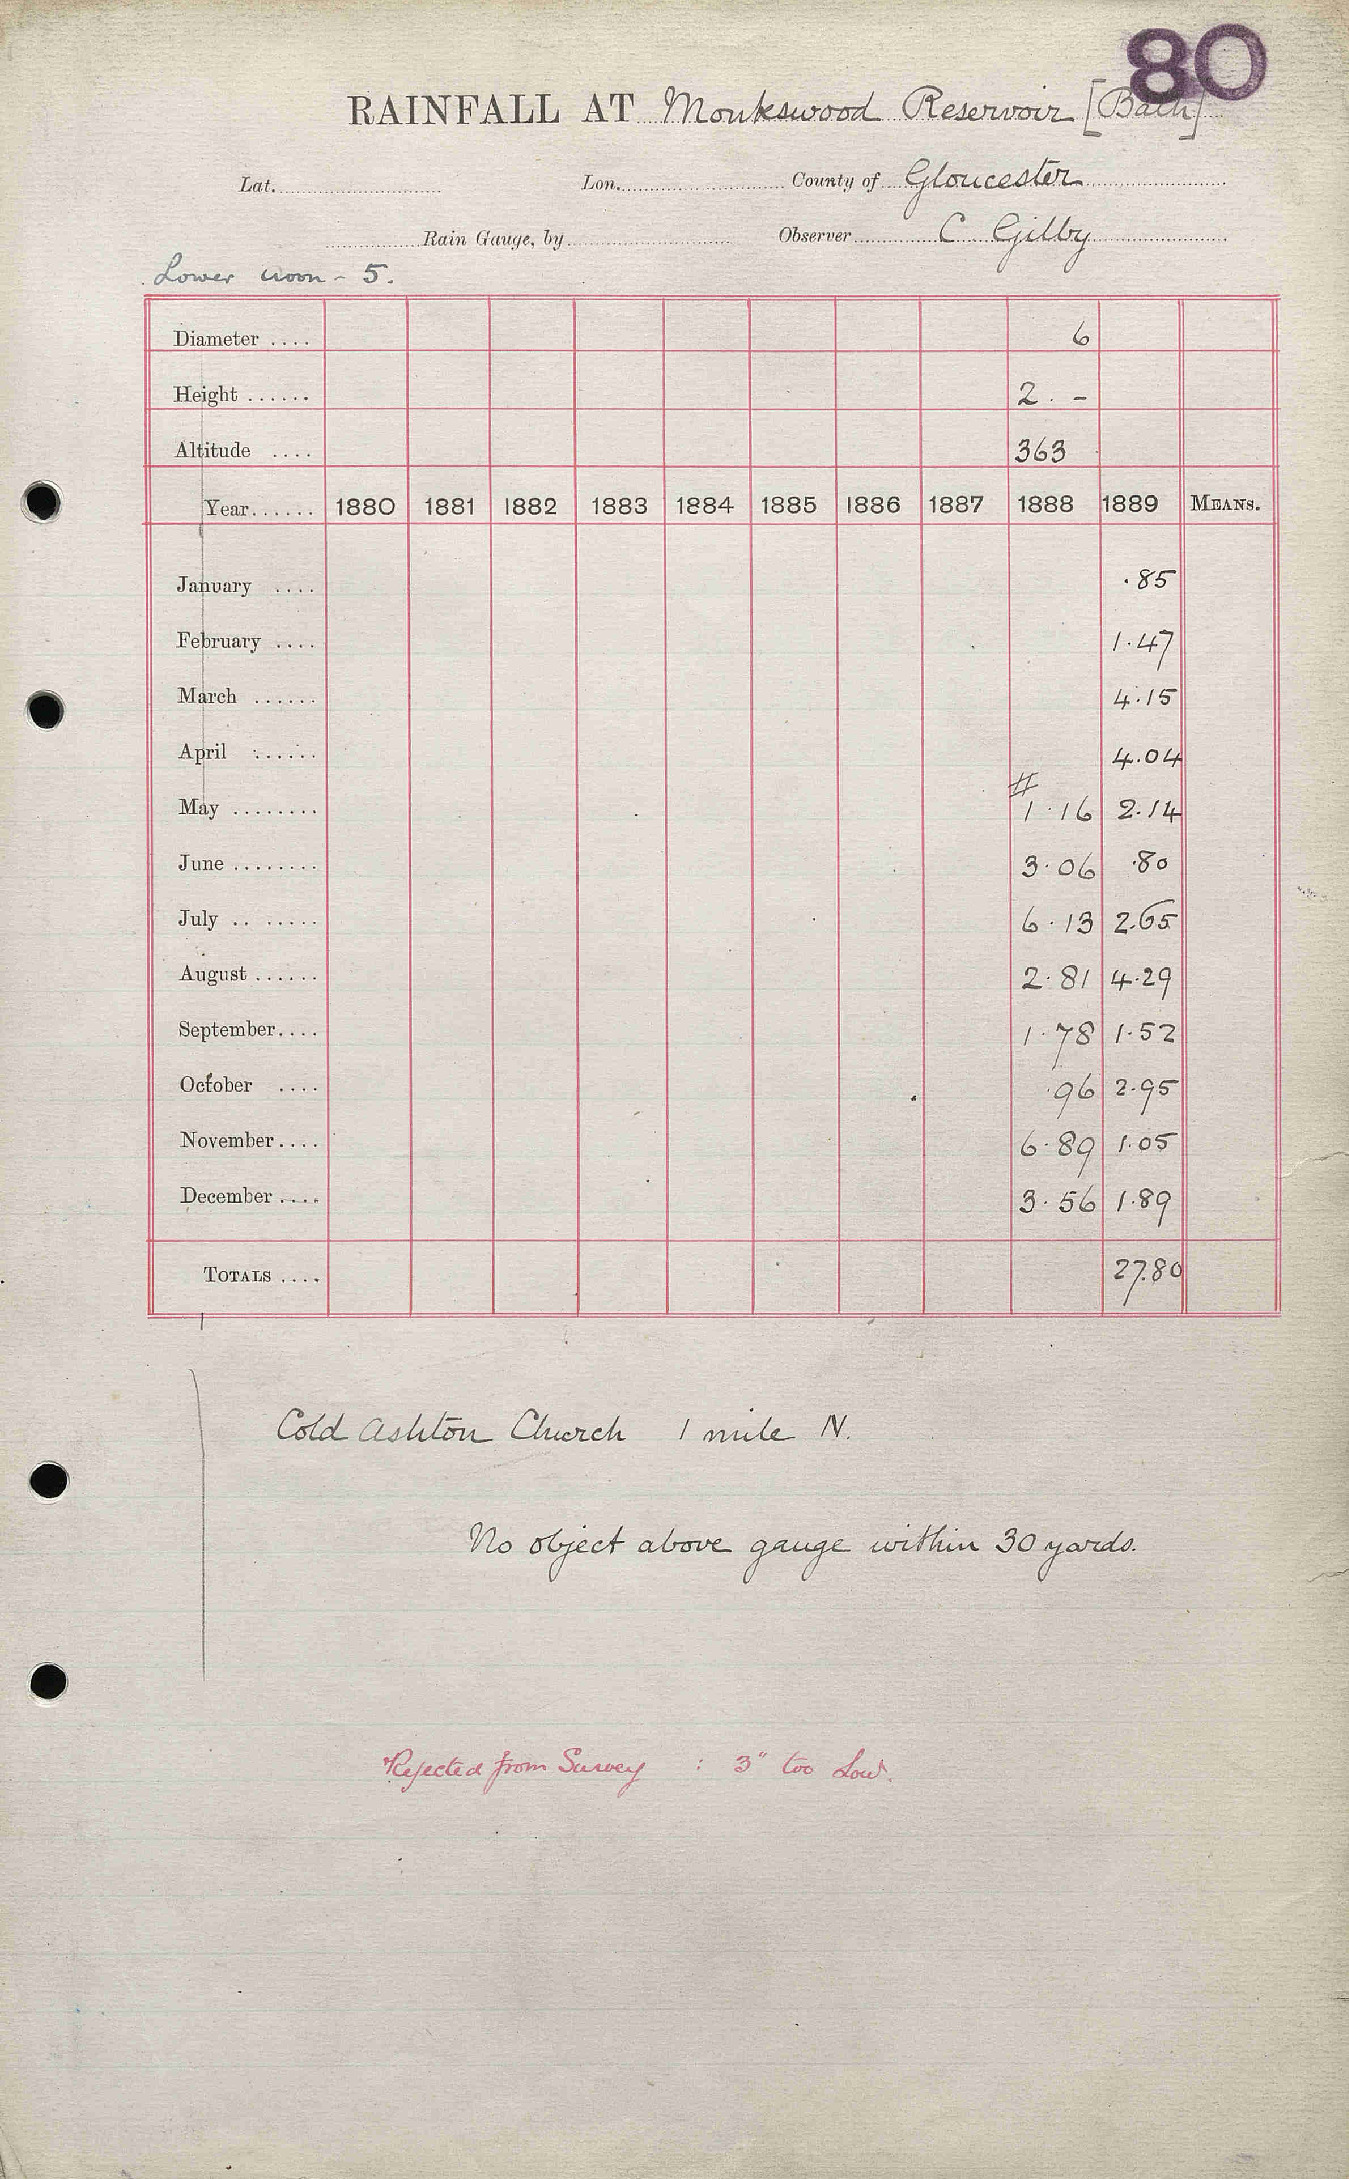 80
RAINFALL AT Monkswood Reservoir [Bath]
Lat. Lon. County of Gloucester
Rain Gauge, by Observer C Gilby
Lower - 5.
Diameter .... 6
Height ...... 2 . -
Altitude .... 363
Year...... 1880 1881 1882 1883 1884 1885 1886 1887 1888 1889 MEANS.
January .... .85
February .... 1.47
March ...... 4.15
April ...... 4.04
May ........ # 1.16 2.14
June ........ 3.06 .80
July .. ...... 6.13 2.65
August ...... 2.81 4.29
September.... 1.78 1.52
October .... .96 2.95
November.... 6.89 1.05
December .... 3.56 1.89
TOTALS .... 27.80
Cold Ashton Church 1 mile N.
No object above gauge within 30 yards.
Rejected from Survey : 3" too Low.